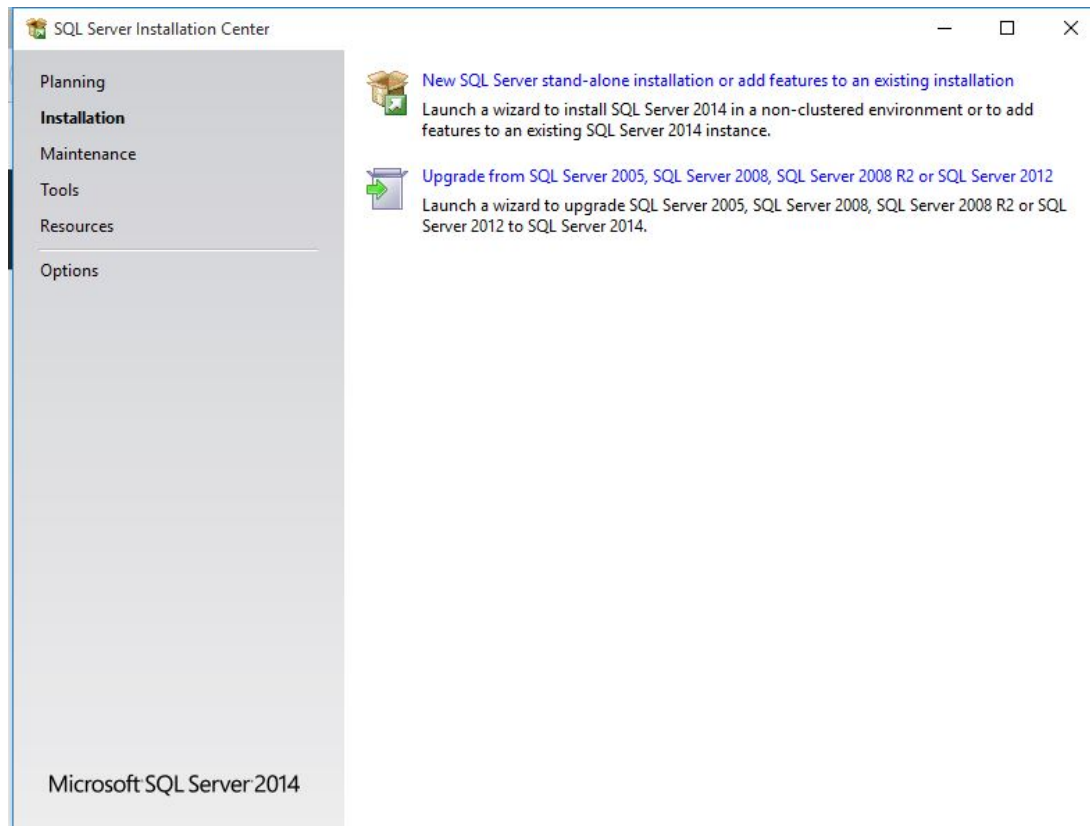 SQL Server Installation Center
Planning
Installation
Maintenance
Tools
Resources
Options
New SQL Server stand-alone installation or add features to an existing installation
Launch a wizard to install SQL Server 2014 in a non-clustered environment or to add
features to an existing SQL Server 2014 instance.
Upgrade from SQL Server 2005, SQL Server 2008, SQL Server 2008 R2 or SQL Server 2012
Launch a wizard to upgrade SQL Server 2005, SQL Server 2008, SQL Server 2008 R2 or SQL
Server 2012 to SQL Server 2014.
Microsoft SQL Server 2014